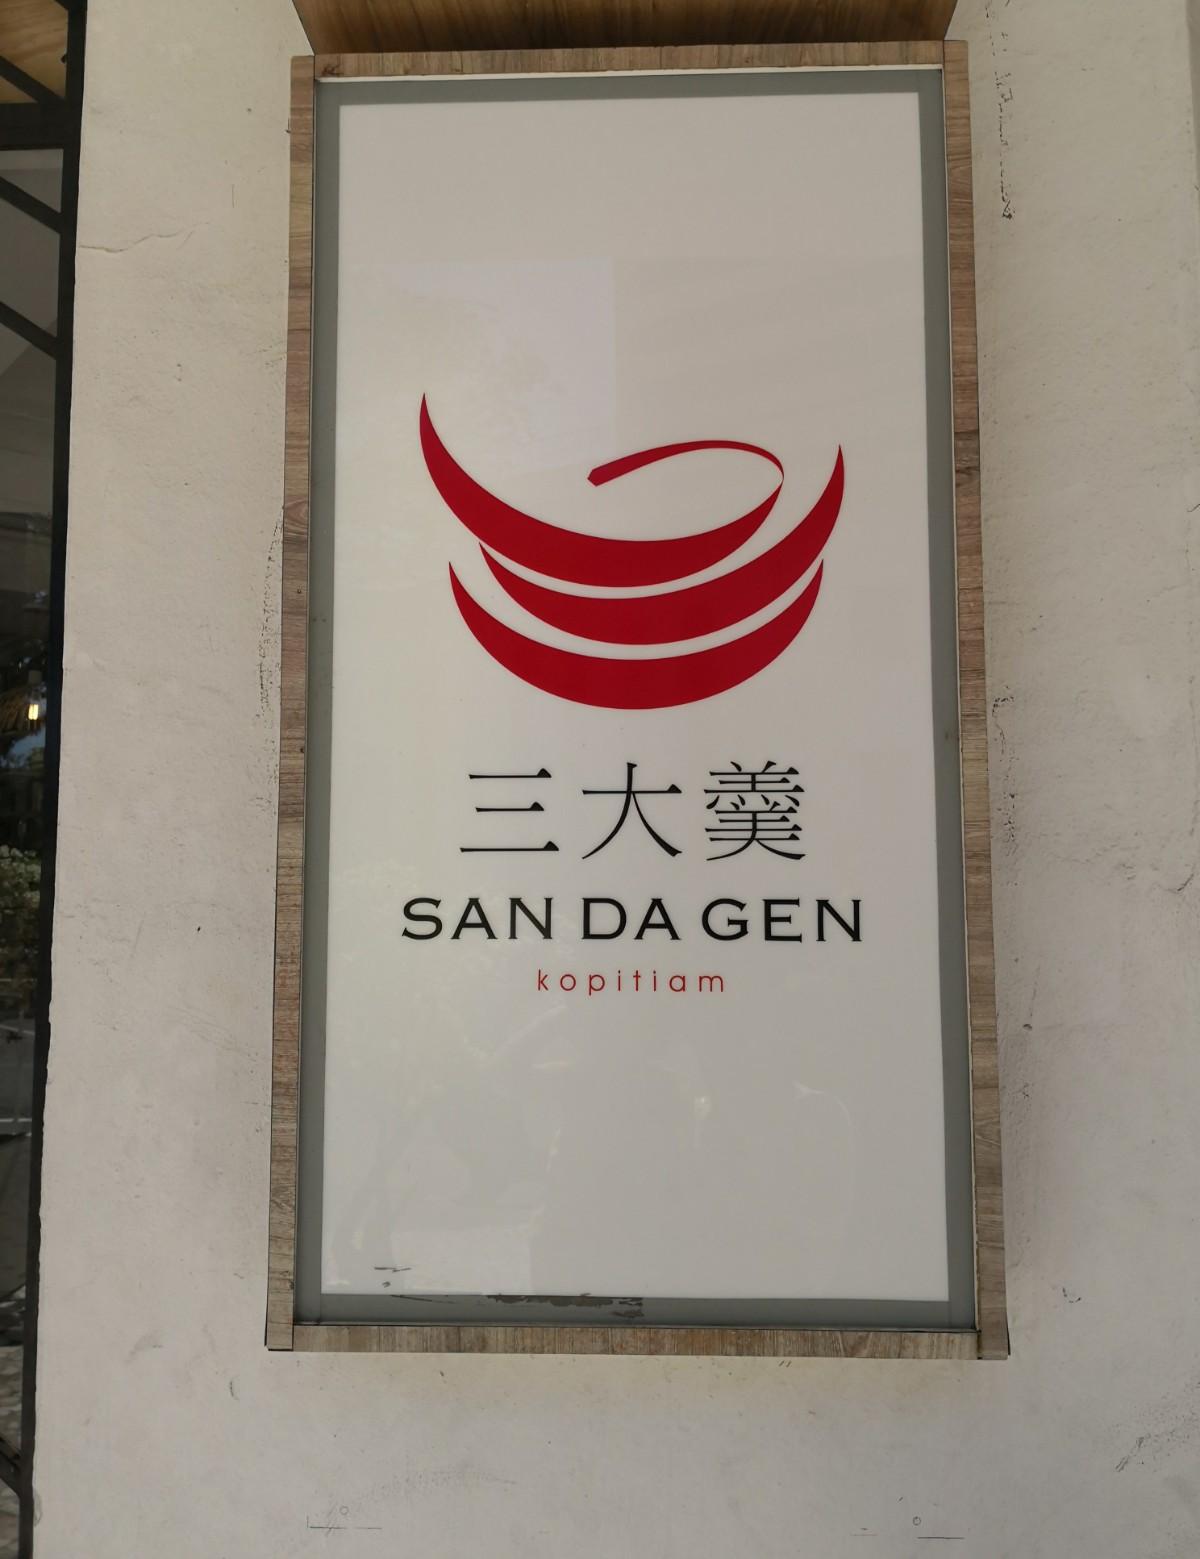 三大羹
SAN DA GEN
kopitiam